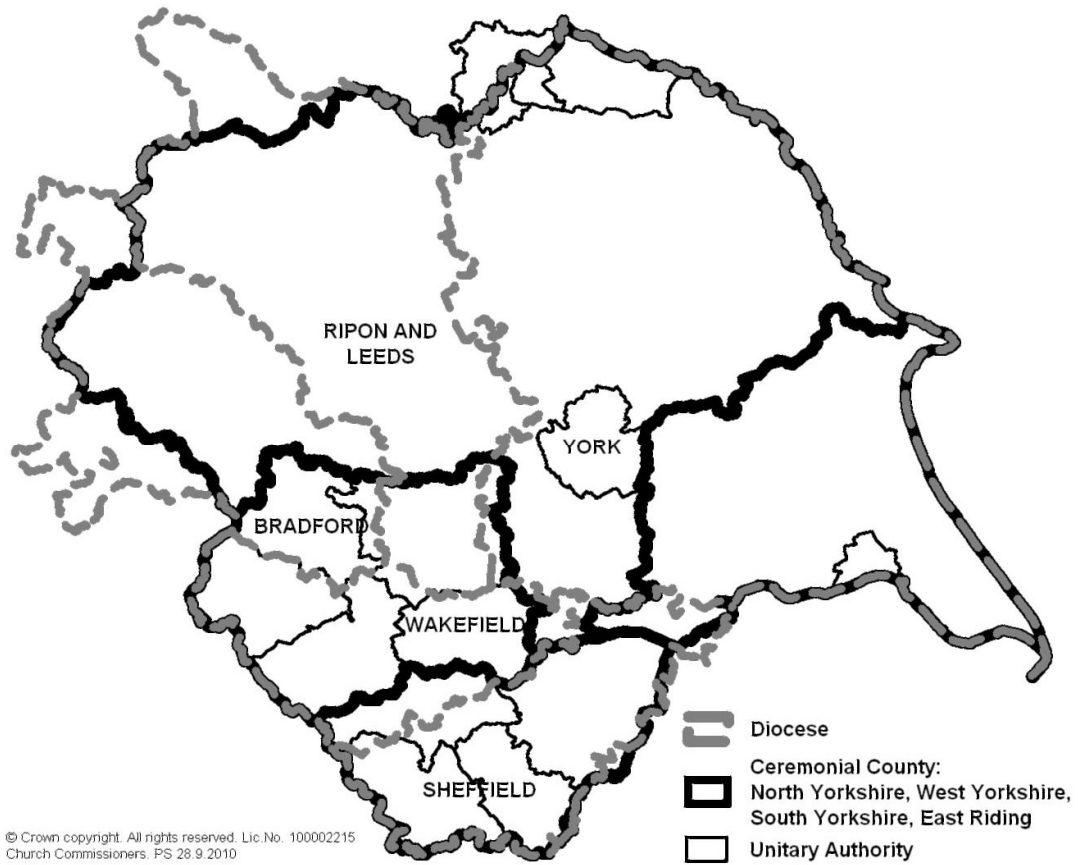 RIPON AND
LEEDS
YORK
BRADFORD
WAKEFIELD
SHEFFIELD
Diocese
Ceremonial County:
North Yorkshire, West Yorkshire,
South Yorkshire, East Riding
Unitary Authority
© Crown copyright. All rights reserved. Lic.No. 100002215
Church Commissioners. PS 28.9.2010